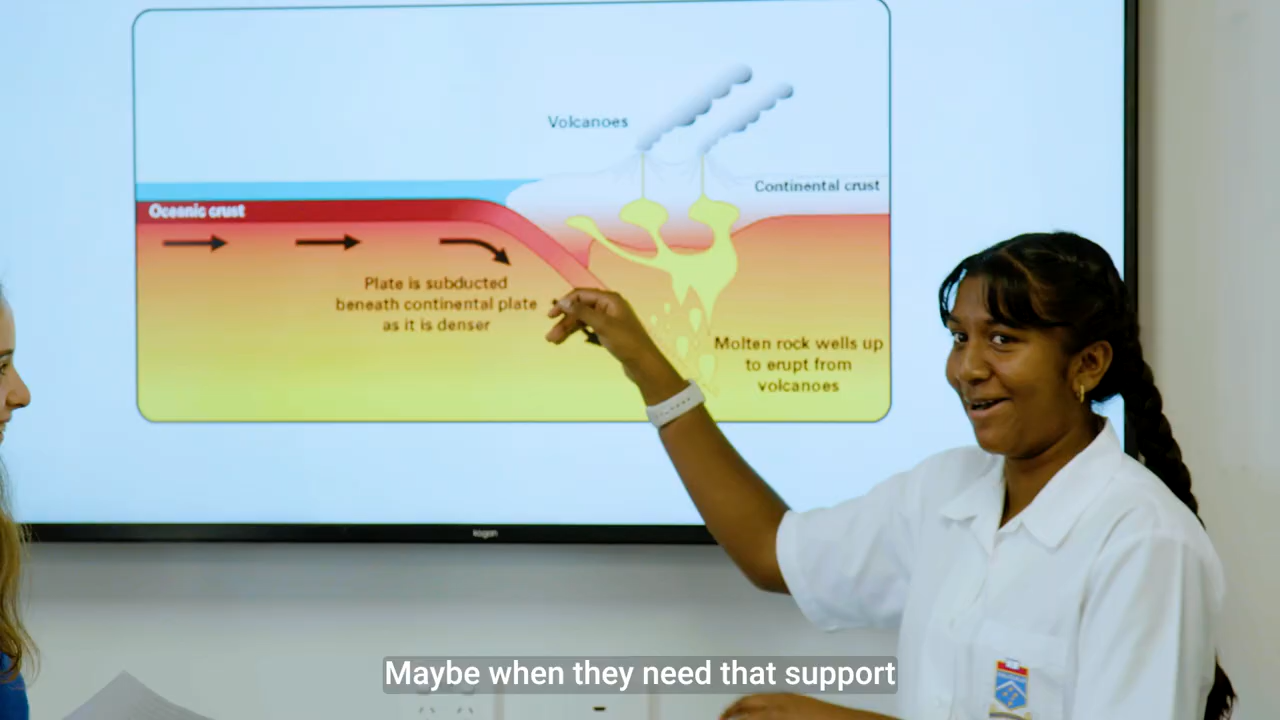 Volcanoes
Continental crust
Oceanic crust
Plate is subducted
beneath continental plate
as it is denser
Molten rock wells up
to erupt from
volcanoes
kogan
Maybe when they need that support